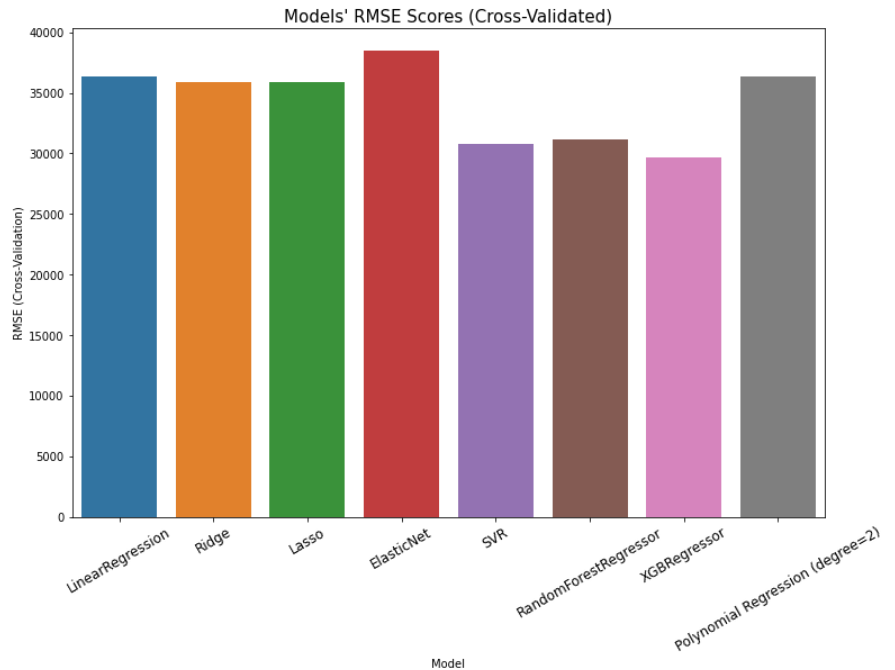 Models' RMSE Scores (Cross-Validated)
RMSE (Cross-Validation)
40000
35000
30000
25000
20000
15000
10000
5000
0
LinearRegression
Ridge
Lasso
ElasticNet
SVR
RandomForestRegressor
XGBRegressor
Polynomial Regression (degree=2)
Model